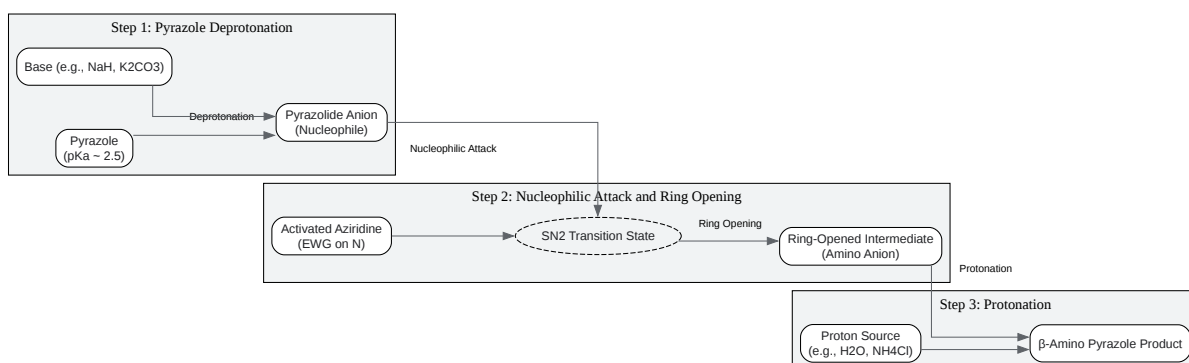 Step 1: Pyrazole Deprotonation
Base (e.g., NaH, K2CO3)
Deprotonation
Pyrazolide Anion
(Nucleophile)
Pyrazole
(pKa ~ 2.5)
Nucleophilic Attack
Step 2: Nucleophilic Attack and Ring Opening
Activated Aziridine
(EWG on N)
SN2 Transition State
Ring Opening
Ring-Opened Intermediate
(Amino Anion)
Protonation
Step 3: Protonation
Proton Source
(e.g., H2O, NH4Cl)
β-Amino Pyrazole Product